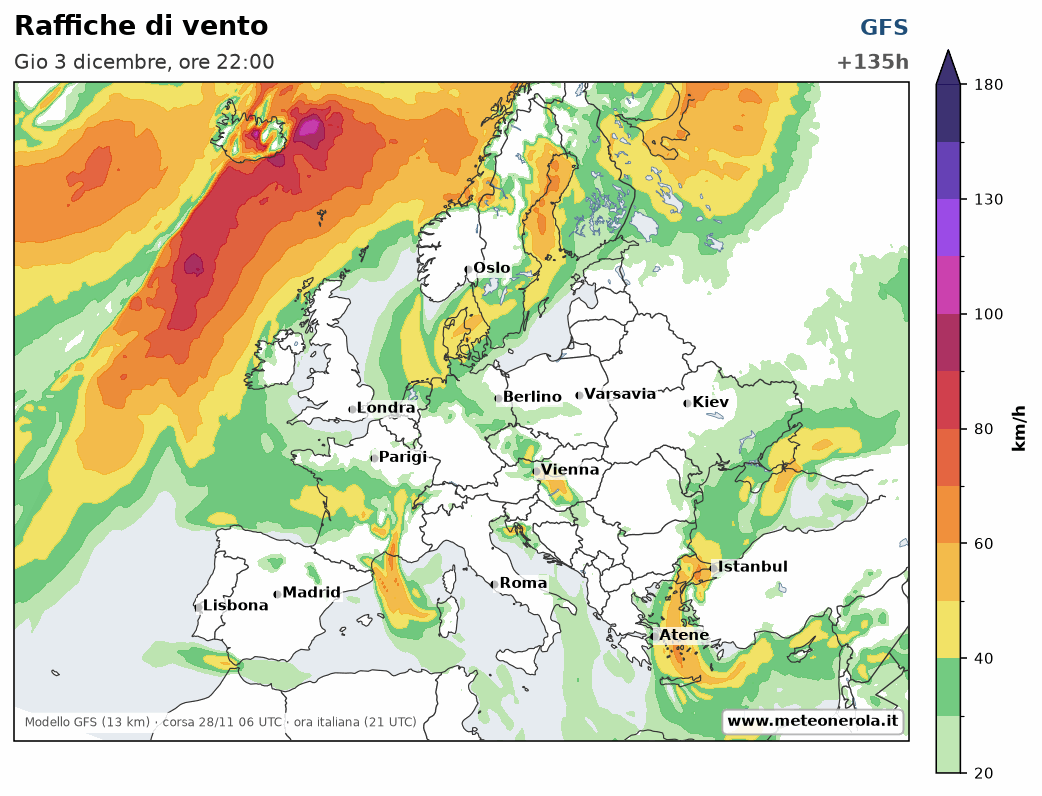 Raffiche di vento
GFS
Gio 3 dicembre, ore 22:00
+135h
180
130
100
80
60
40
20
km/h
Oslo
Londra
Berlino
Varsavia
Kiev
Parigi
Vienna
Istanbul
Roma
Madrid
Lisbona
Atene
Modello GFS (13 km) · corsa 28/11 06 UTC · ora italiana (21 UTC)
www.meteonerola.it